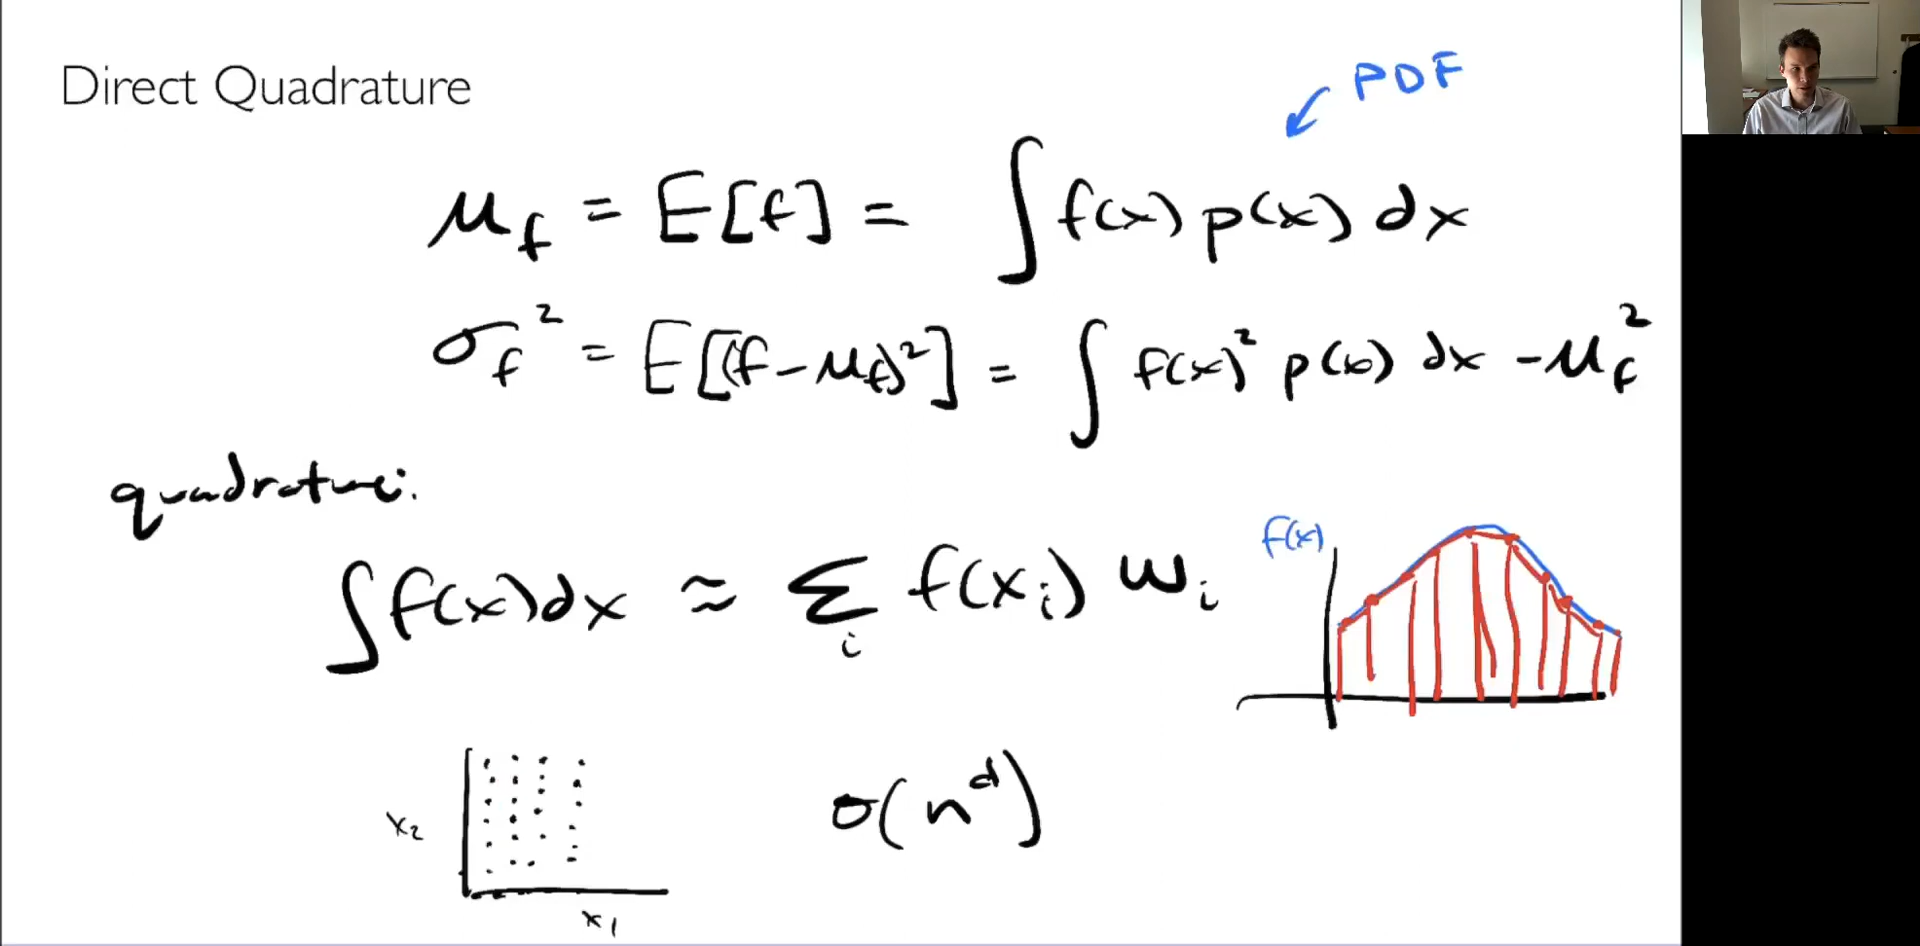 Direct Quadrature
PDF
μ_f = E[f] = ∫ f(x) p(x) dx
σ_f² = E[(f-μ_f)²] = ∫ f(x)² p(x) dx - μ_f²
quadrature:
f(x)
∫ f(x) dx ≈ Σ_i f(x_i) w_i
x₂
O(n^d)
x₁